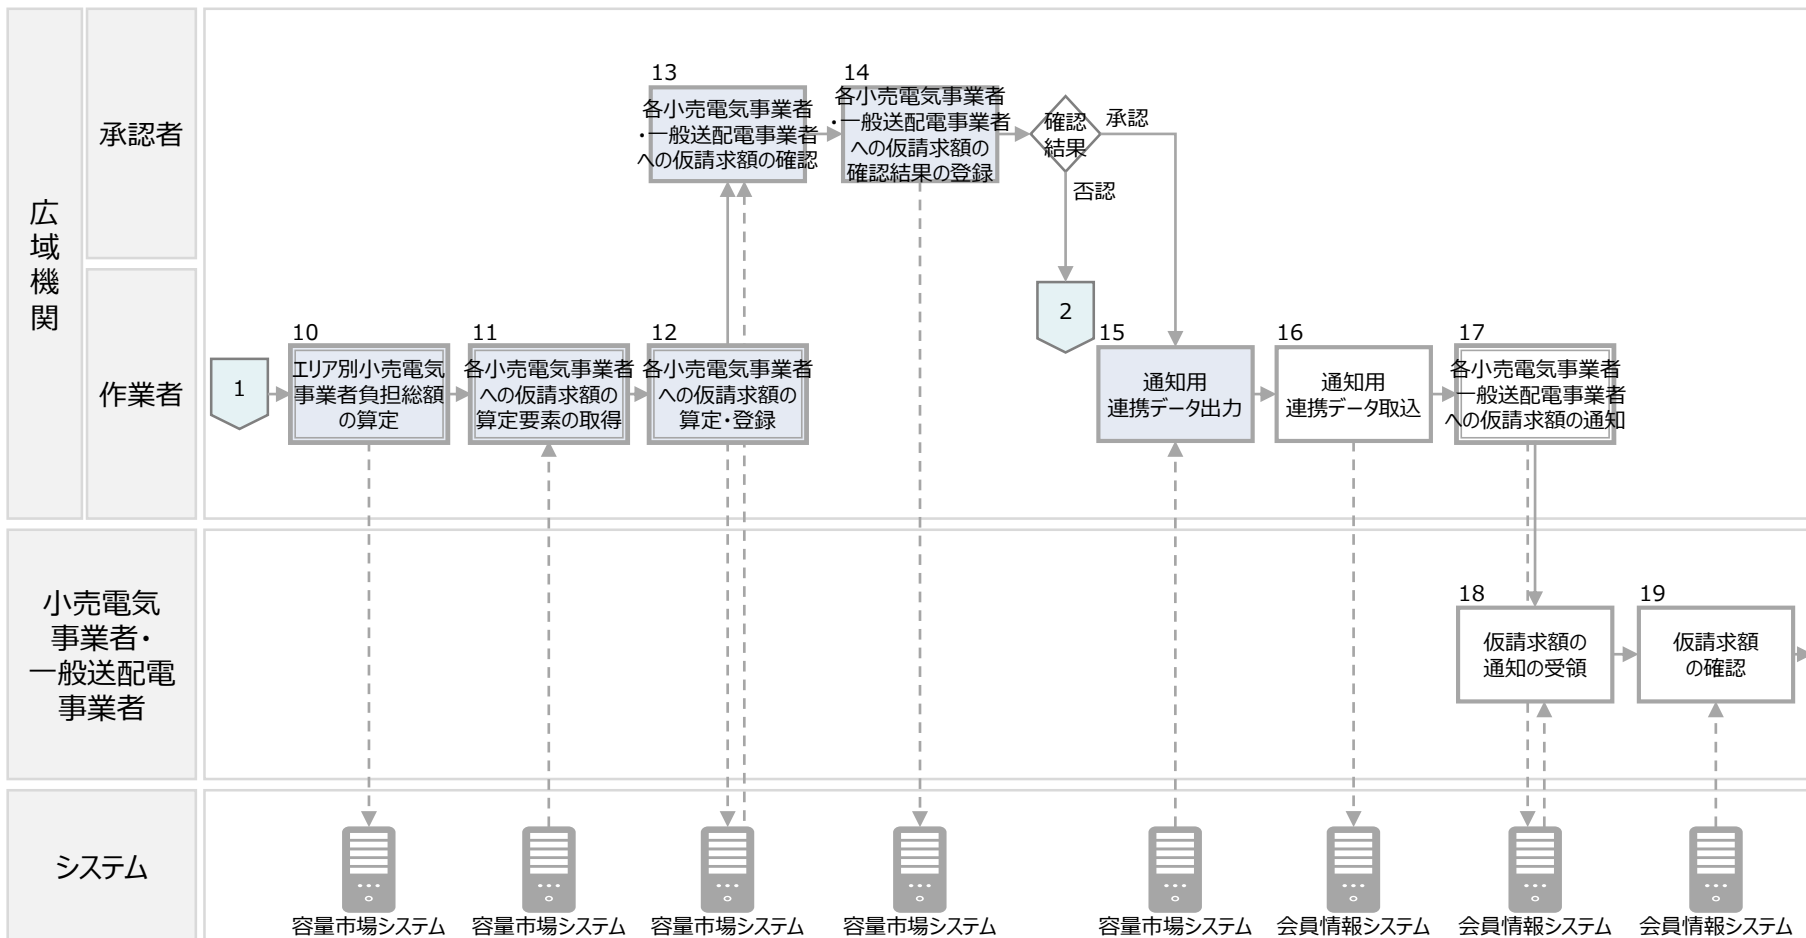 広
域
機
関
承認者
作業者
小売電気
事業者・
一般送配電
事業者
システム
13
各小売電気事業者
・一般送配電事業者
への仮請求額の確認
14
各小売電気事業者
・一般送配電事業者
への仮請求額の
確認結果の登録
確認
結果
承認
否認
2
1
10
エリア別小売電気
事業者負担総額
の算定
11
各小売電気事業者
への仮請求額の
算定要素の取得
12
各小売電気事業者
への仮請求額の
算定・登録
15
通知用
連携データ出力
16
通知用
連携データ取込
17
各小売電気事業者
一般送配電事業者
への仮請求額の通知
18
仮請求額の
通知の受領
19
仮請求額
の確認
容量市場システム
容量市場システム
容量市場システム
容量市場システム
容量市場システム
会員情報システム
会員情報システム
会員情報システム